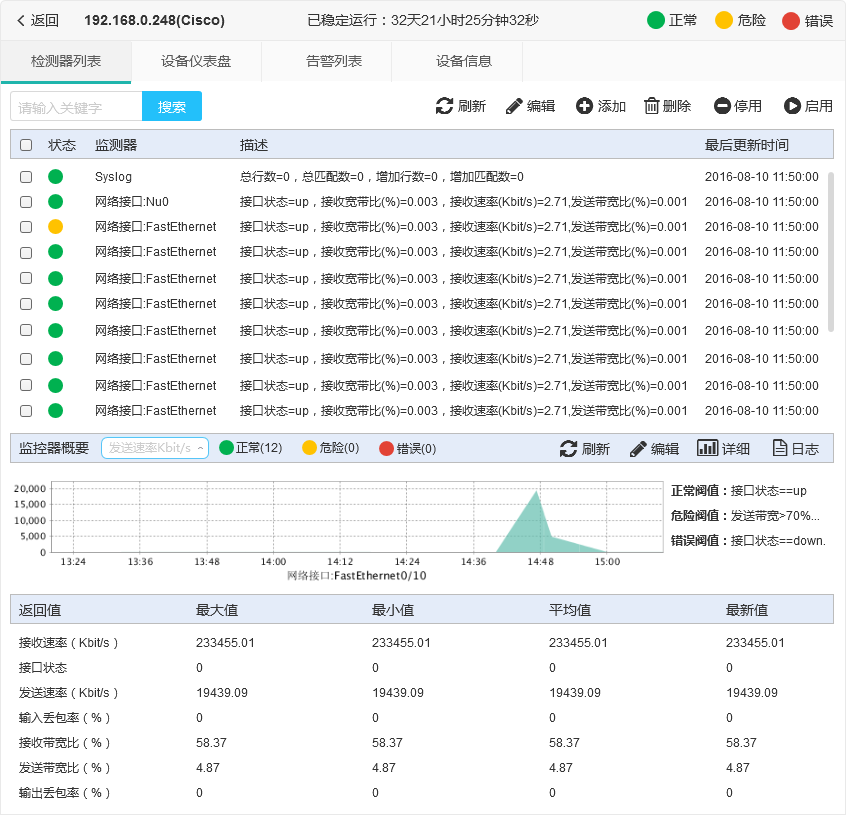 返回 192.168.0.248(Cisco) 已稳定运行：32天21小时25分钟32秒 正常 危险 错误
检测器列表 设备仪表盘 告警列表 设备信息
请输入关键字 搜索 刷新 编辑 添加 删除 停用 启用
状态 监测器 描述 最后更新时间
Syslog 总行数=0，总匹配数=0，增加行数=0，增加匹配数=0 2016-08-10 11:50:00
网络接口:Nu0 接口状态=up，接收宽带比(%)=0.003，接收速率(Kbit/s)=2.71,发送带宽比(%)=0.001 2016-08-10 11:50:00
网络接口:FastEthernet 接口状态=up，接收宽带比(%)=0.003，接收速率(Kbit/s)=2.71,发送带宽比(%)=0.001 2016-08-10 11:50:00
网络接口:FastEthernet 接口状态=up，接收宽带比(%)=0.003，接收速率(Kbit/s)=2.71,发送带宽比(%)=0.001 2016-08-10 11:50:00
网络接口:FastEthernet 接口状态=up，接收宽带比(%)=0.003，接收速率(Kbit/s)=2.71,发送带宽比(%)=0.001 2016-08-10 11:50:00
网络接口:FastEthernet 接口状态=up，接收宽带比(%)=0.003，接收速率(Kbit/s)=2.71,发送带宽比(%)=0.001 2016-08-10 11:50:00
网络接口:FastEthernet 接口状态=up，接收宽带比(%)=0.003，接收速率(Kbit/s)=2.71,发送带宽比(%)=0.001 2016-08-10 11:50:00
网络接口:FastEthernet 接口状态=up，接收宽带比(%)=0.003，接收速率(Kbit/s)=2.71,发送带宽比(%)=0.001 2016-08-10 11:50:00
网络接口:FastEthernet 接口状态=up，接收宽带比(%)=0.003，接收速率(Kbit/s)=2.71,发送带宽比(%)=0.001 2016-08-10 11:50:00
网络接口:FastEthernet 接口状态=up，接收宽带比(%)=0.003，接收速率(Kbit/s)=2.71,发送带宽比(%)=0.001 2016-08-10 11:50:00
监控器概要 发送速率Kbit/s 正常(12) 危险(0) 错误(0) 刷新 编辑 详细 日志
20,000
15,000
10,000
5,000
0
13:24 13:36 13:48 14:00 14:12 14:24 14:36 14:48 15:00
网络接口:FastEthernet0/10
正常阀值：接口状态==up
危险阀值：发送带宽>70%...
错误阀值：接口状态==down.
返回值 最大值 最小值 平均值 最新值
接收速率（Kbit/s） 233455.01 233455.01 233455.01 233455.01
接口状态 0 0 0 0
发送速率（Kbit/s） 19439.09 19439.09 19439.09 19439.09
输入丢包率（%） 0 0 0 0
接收带宽比（%） 58.37 58.37 58.37 58.37
发送带宽比（%） 4.87 4.87 4.87 4.87
输出丢包率（%） 0 0 0 0